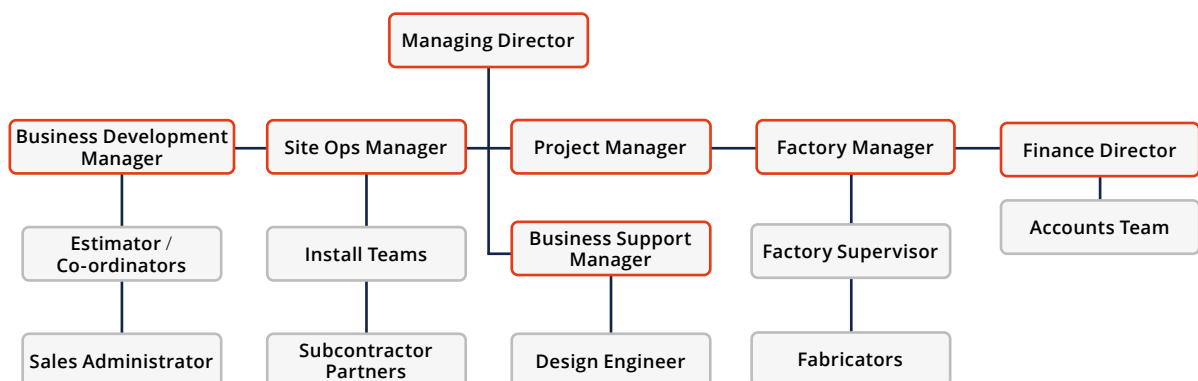 Managing Director
Business Development
Manager
Site Ops Manager
Project Manager
Factory Manager
Finance Director
Estimator /
Co-ordinators
Install Teams
Business Support
Manager
Factory Supervisor
Accounts Team
Sales Administrator
Subcontractor
Partners
Design Engineer
Fabricators